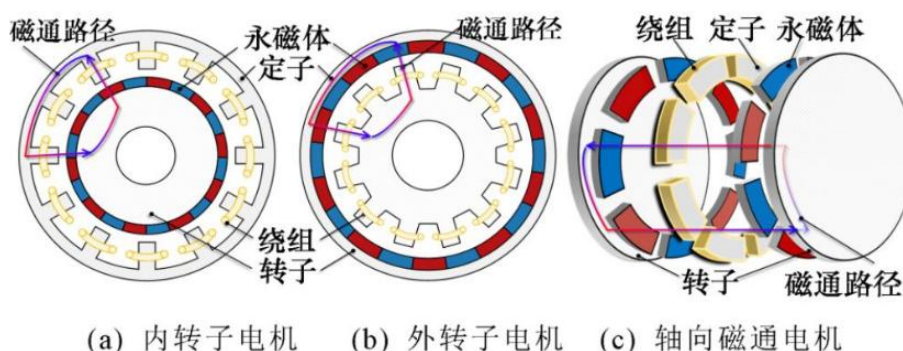 磁通路径
永磁体
定子
磁通路径
绕组 定子 永磁体
绕组
转子
转子
磁通路径
(a) 内转子电机
(b) 外转子电机
(c) 轴向磁通电机